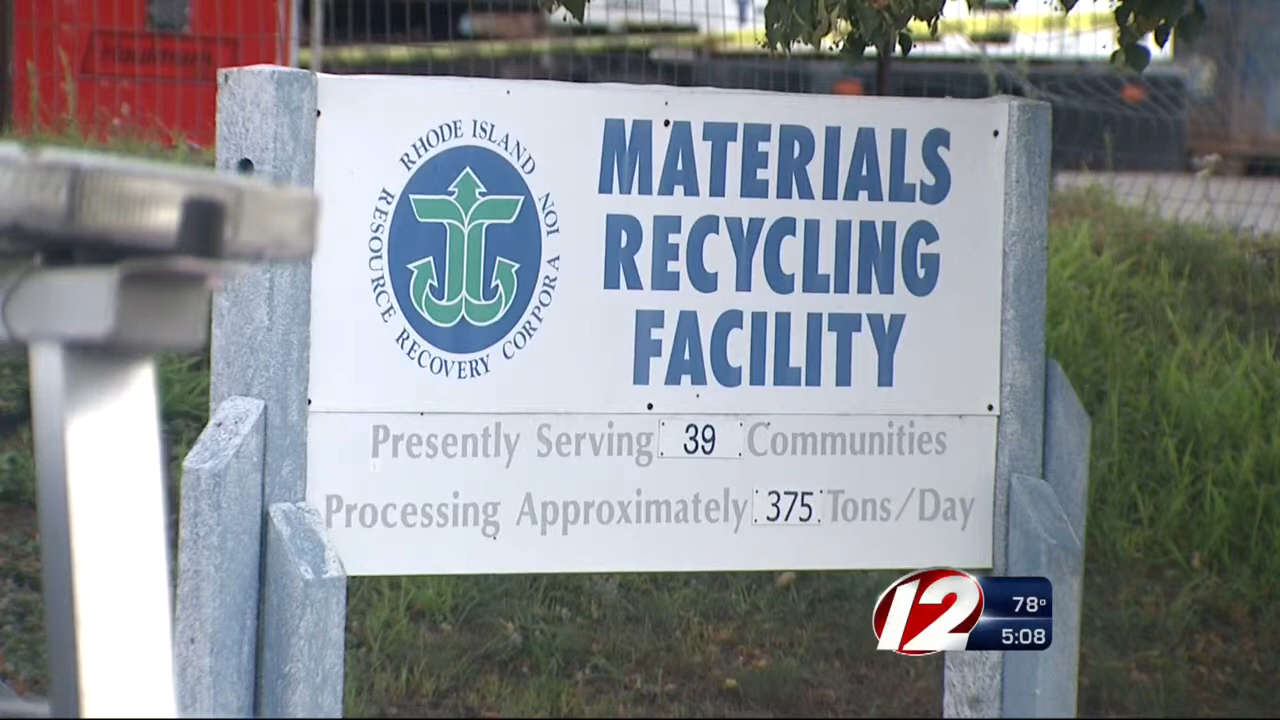 RHODE ISLAND
RESOURCE RECOVERY CORPORA ION
MATERIALS
RECYCLING
FACILITY
Presently Serving 39 Communities
Processing Approximately 375 Tons/Day
12
78°
5:08